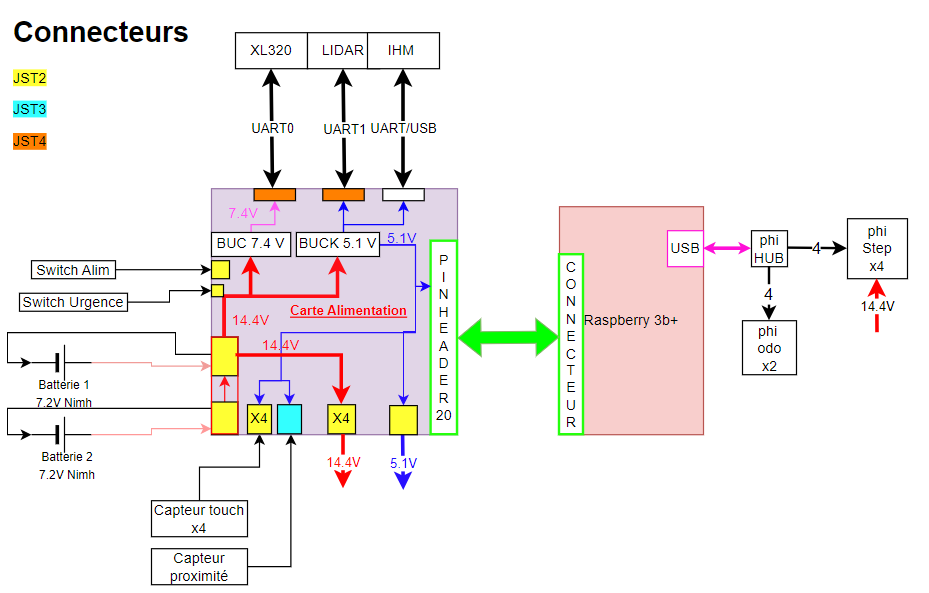 Connecteurs
JST2
JST3
JST4
XL320
LIDAR
IHM
UART0
UART1
UART/USB
7.4V
BUC 7.4 V
BUCK 5.1 V
5.1V
Switch Alim
Switch Urgence
Carte Alimentation
14.4V
14.4V
Batterie 1
7.2V Nimh
Batterie 2
7.2V Nimh
X4
X4
14.4V
5.1V
Capteur touch
x4
Capteur
proximité
P
I
N
H
E
A
D
E
R
20
C
O
N
N
E
C
T
E
U
R
Raspberry 3b+
USB
phi
HUB
4
phi
Step
x4
14.4V
4
phi
odo
x2